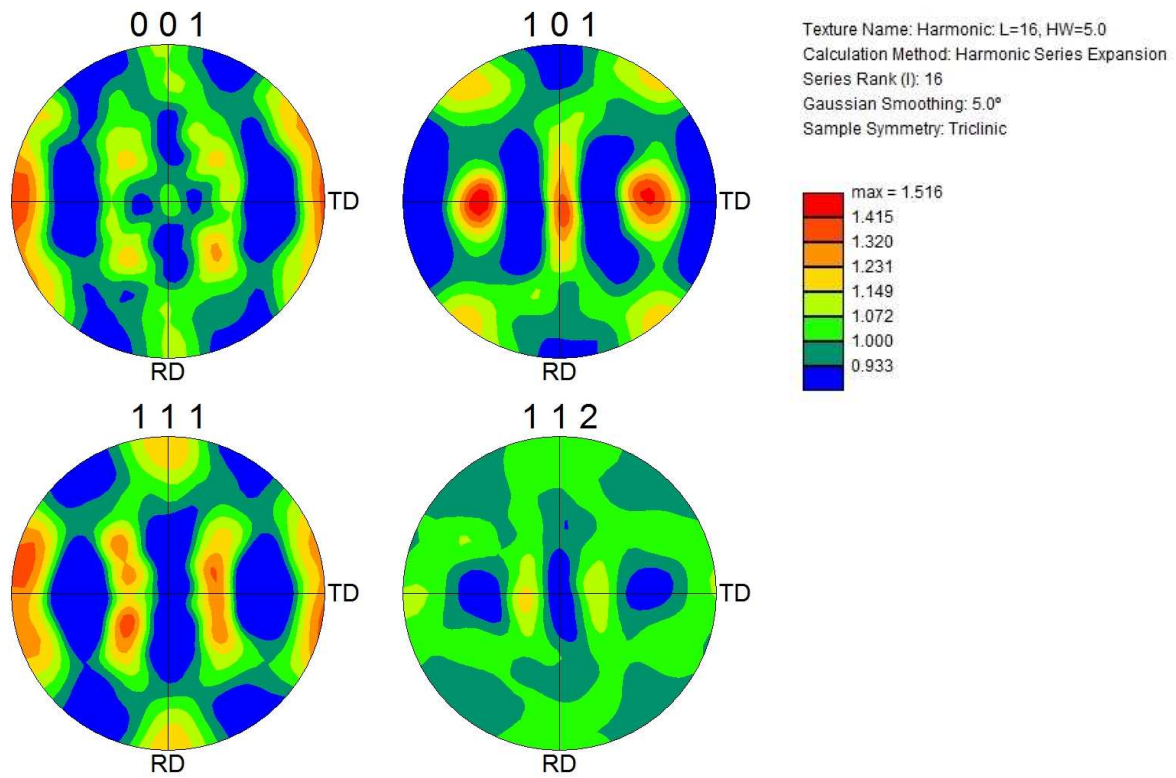 0 0 1
TD
RD
1 0 1
TD
RD
Texture Name: Harmonic: L=16, HW=5.0
Calculation Method: Harmonic Series Expansion
Series Rank (l): 16
Gaussian Smoothing: 5.0°
Sample Symmetry: Triclinic
max = 1.516
1.415
1.320
1.231
1.149
1.072
1.000
0.933
1 1 1
TD
RD
1 1 2
TD
RD